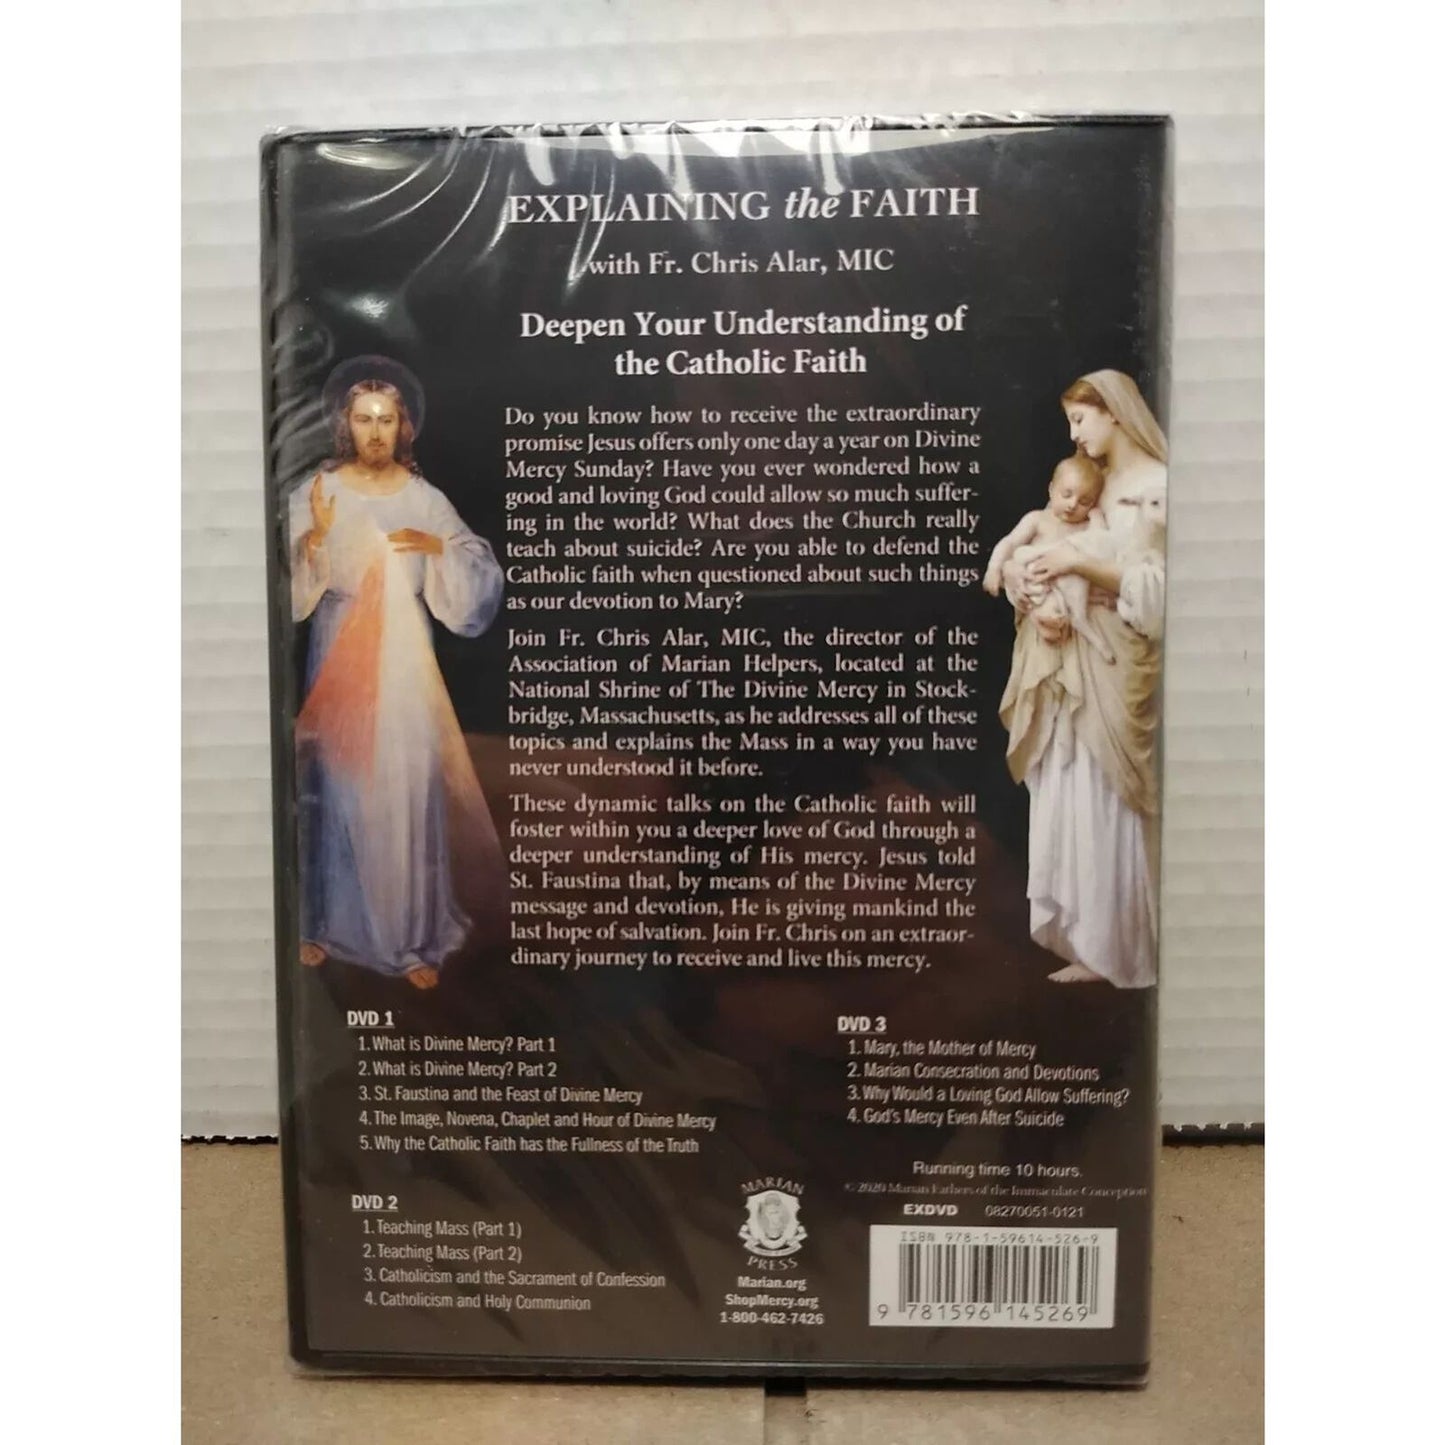 EXPLAINING the FAITH
with Fr. Chris Alar, MIC
Deepen Your Understanding of
the Catholic Faith
Do you know how to receive the extraordinary
promise Jesus offers only one day a year on Divine
Mercy Sunday? Have you ever wondered how a
good and loving God could allow so much suffer-
ing in the world? What does the Church really
teach about suicide? Are you able to defend the
Catholic faith when questioned about such things
as our devotion to Mary?
Join Fr. Chris Alar, MIC, the director of the
Association of Marian Helpers, located at the
National Shrine of The Divine Mercy in Stock-
bridge, Massachusetts, as he addresses all of these
topics and explains the Mass in a way you have
never understood it before.
These dynamic talks on the Catholic faith will
foster within you a deeper love of God through a
deeper understanding of His mercy. Jesus told
St. Faustina that, by means of the Divine Mercy
message and devotion, He is giving mankind the
last hope of salvation. Join Fr. Chris on an extraor-
dinary journey to receive and live this mercy.
DVD 1
1. What is Divine Mercy? Part 1
2. What is Divine Mercy? Part 2
3. St. Faustina and the Feast of Divine Mercy
4. The Image, Novena, Chaplet and Hour of Divine Mercy
5. Why the Catholic Faith has the Fullness of the Truth
DVD 2
1. Teaching Mass (Part 1)
2. Teaching Mass (Part 2)
3. Catholicism and the Sacrament of Confession
4. Catholicism and Holy Communion
DVD 3
1. Mary, the Mother of Mercy
2. Marian Consecration and Devotions
3. Why Would a Loving God Allow Suffering?
4. God's Mercy Even After Suicide
Running time 10 hours.
© 2020 Marian Fathers of the Immaculate Conception
EXDVD 08270051-0121
MARIAN
PRESS
Marian.org
ShopMercy.org
1-800-462-7426
ISBN 978-1-59614-526-9
9 781596 145269